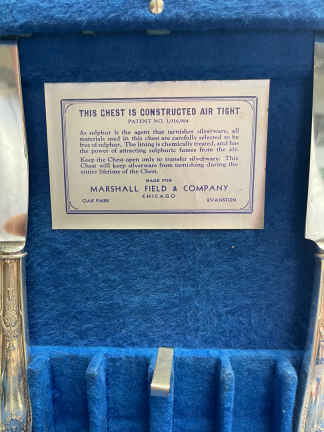 THIS CHEST IS CONSTRUCTED AIR TIGHT
PATENT NO.
As sulphur is the agent that tarnishes silverware, all
materials used in this chest are carefully selected to be
free of sulphur. The lining is chemically treated, and has
the power of attracting sulphuric fumes from the air.
Keep the Chest open only to transfer silverware. This
Chest will keep silverware from tarnishing during the
entire lifetime of the Chest.
MADE FOR
MARSHALL FIELD & COMPANY
CHICAGO
OAK PARK EVANSTON